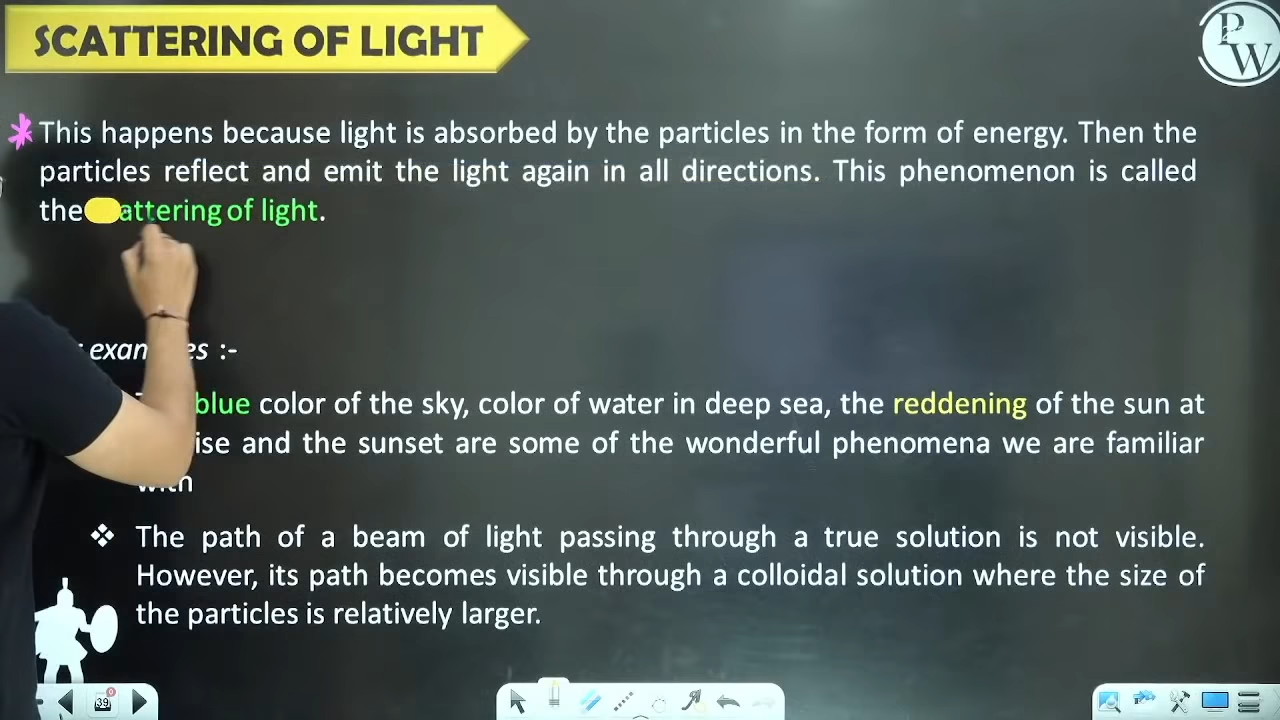 SCATTERING OF LIGHT
PW
This happens because light is absorbed by the particles in the form of energy. Then the
particles reflect and emit the light again in all directions. This phenomenon is called
the attering of light.
:-
blue color of the sky, color of water in deep sea, the reddening of the sun at
and the sunset are some of the wonderful phenomena we are familiar
with
❖ The path of a beam of light passing through a true solution is not visible.
However, its path becomes visible through a colloidal solution where the size of
the particles is relatively larger.
39